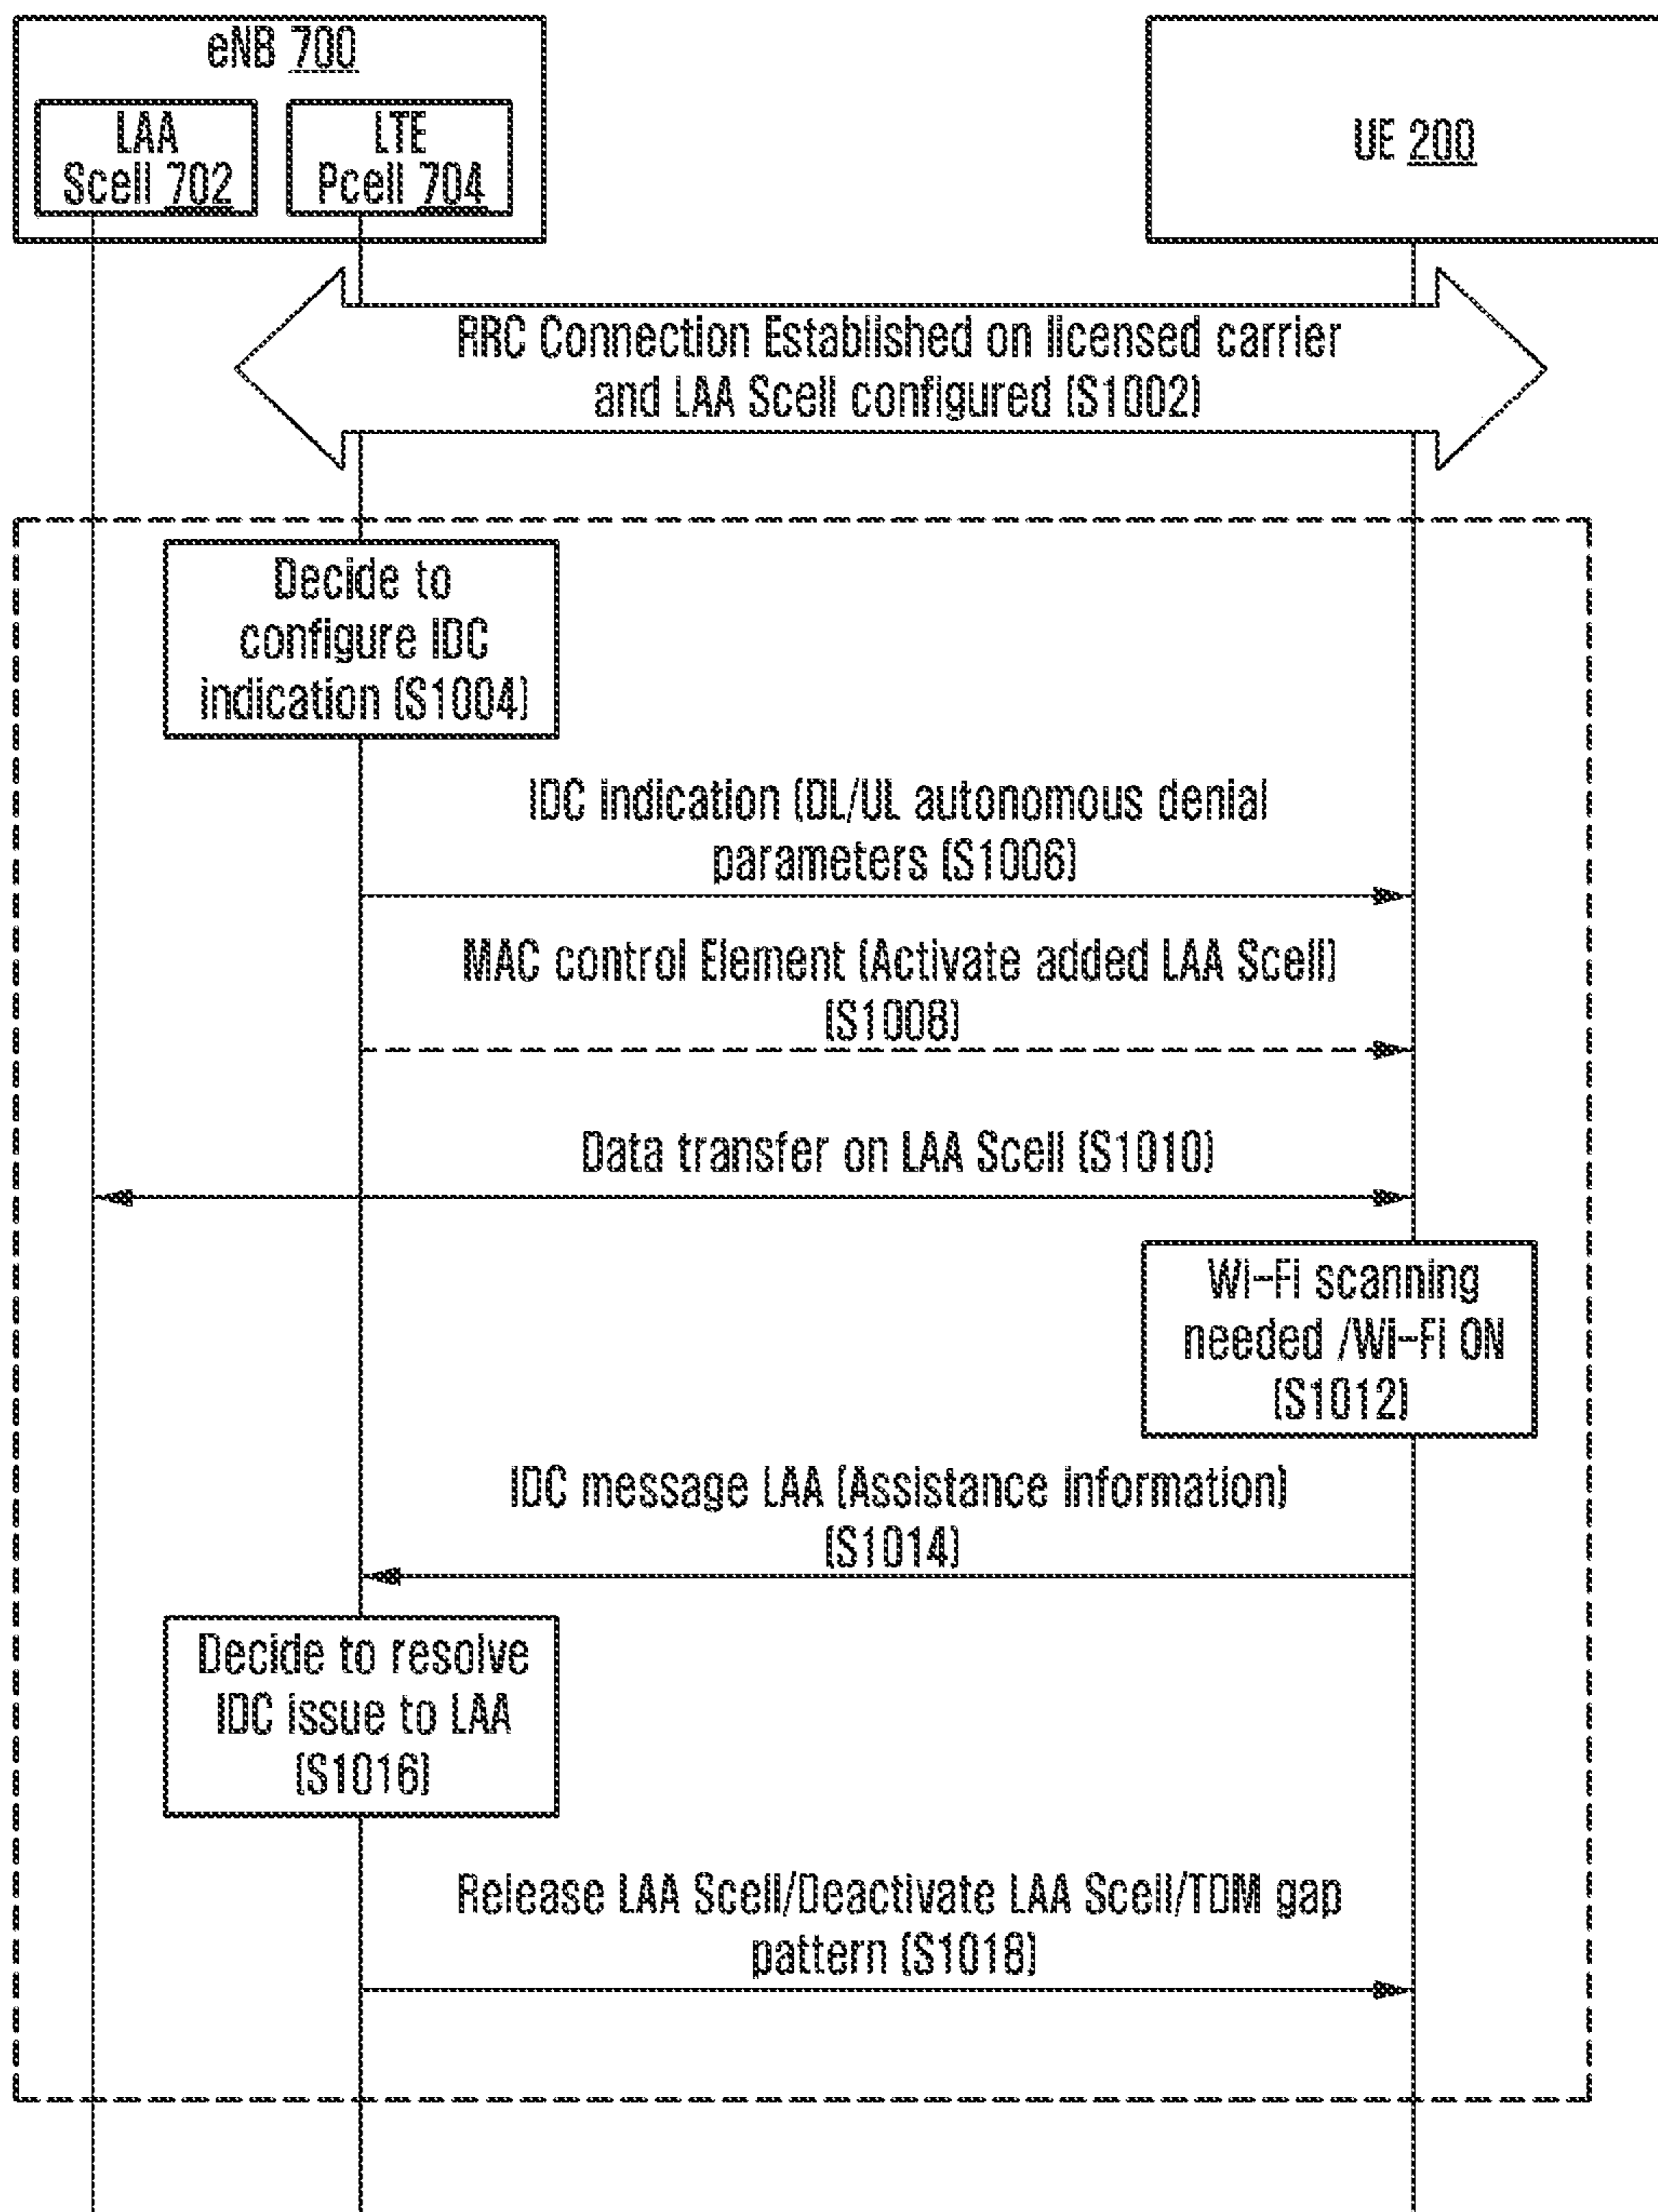 eNB 700
LAA
Scell 702
LTE
Pcell 704
UE 200
RRC Connection Established on licensed carrier
and LAA Scell configured (S1002)
Decide to
configure IDC
indication (S1004)
IDC indication (DL/UL autonomous denial
parameters (S1006)
MAC control Element (Activate added LAA Scell)
(S1008)
Data transfer on LAA Scell (S1010)
Wi-Fi scanning
needed /Wi-Fi ON
(S1012)
IDC message LAA (Assistance information)
(S1014)
Decide to resolve
IDC issue to LAA
(S1016)
Release LAA Scell/Deactivate LAA Scell/TDM gap
pattern (S1018)